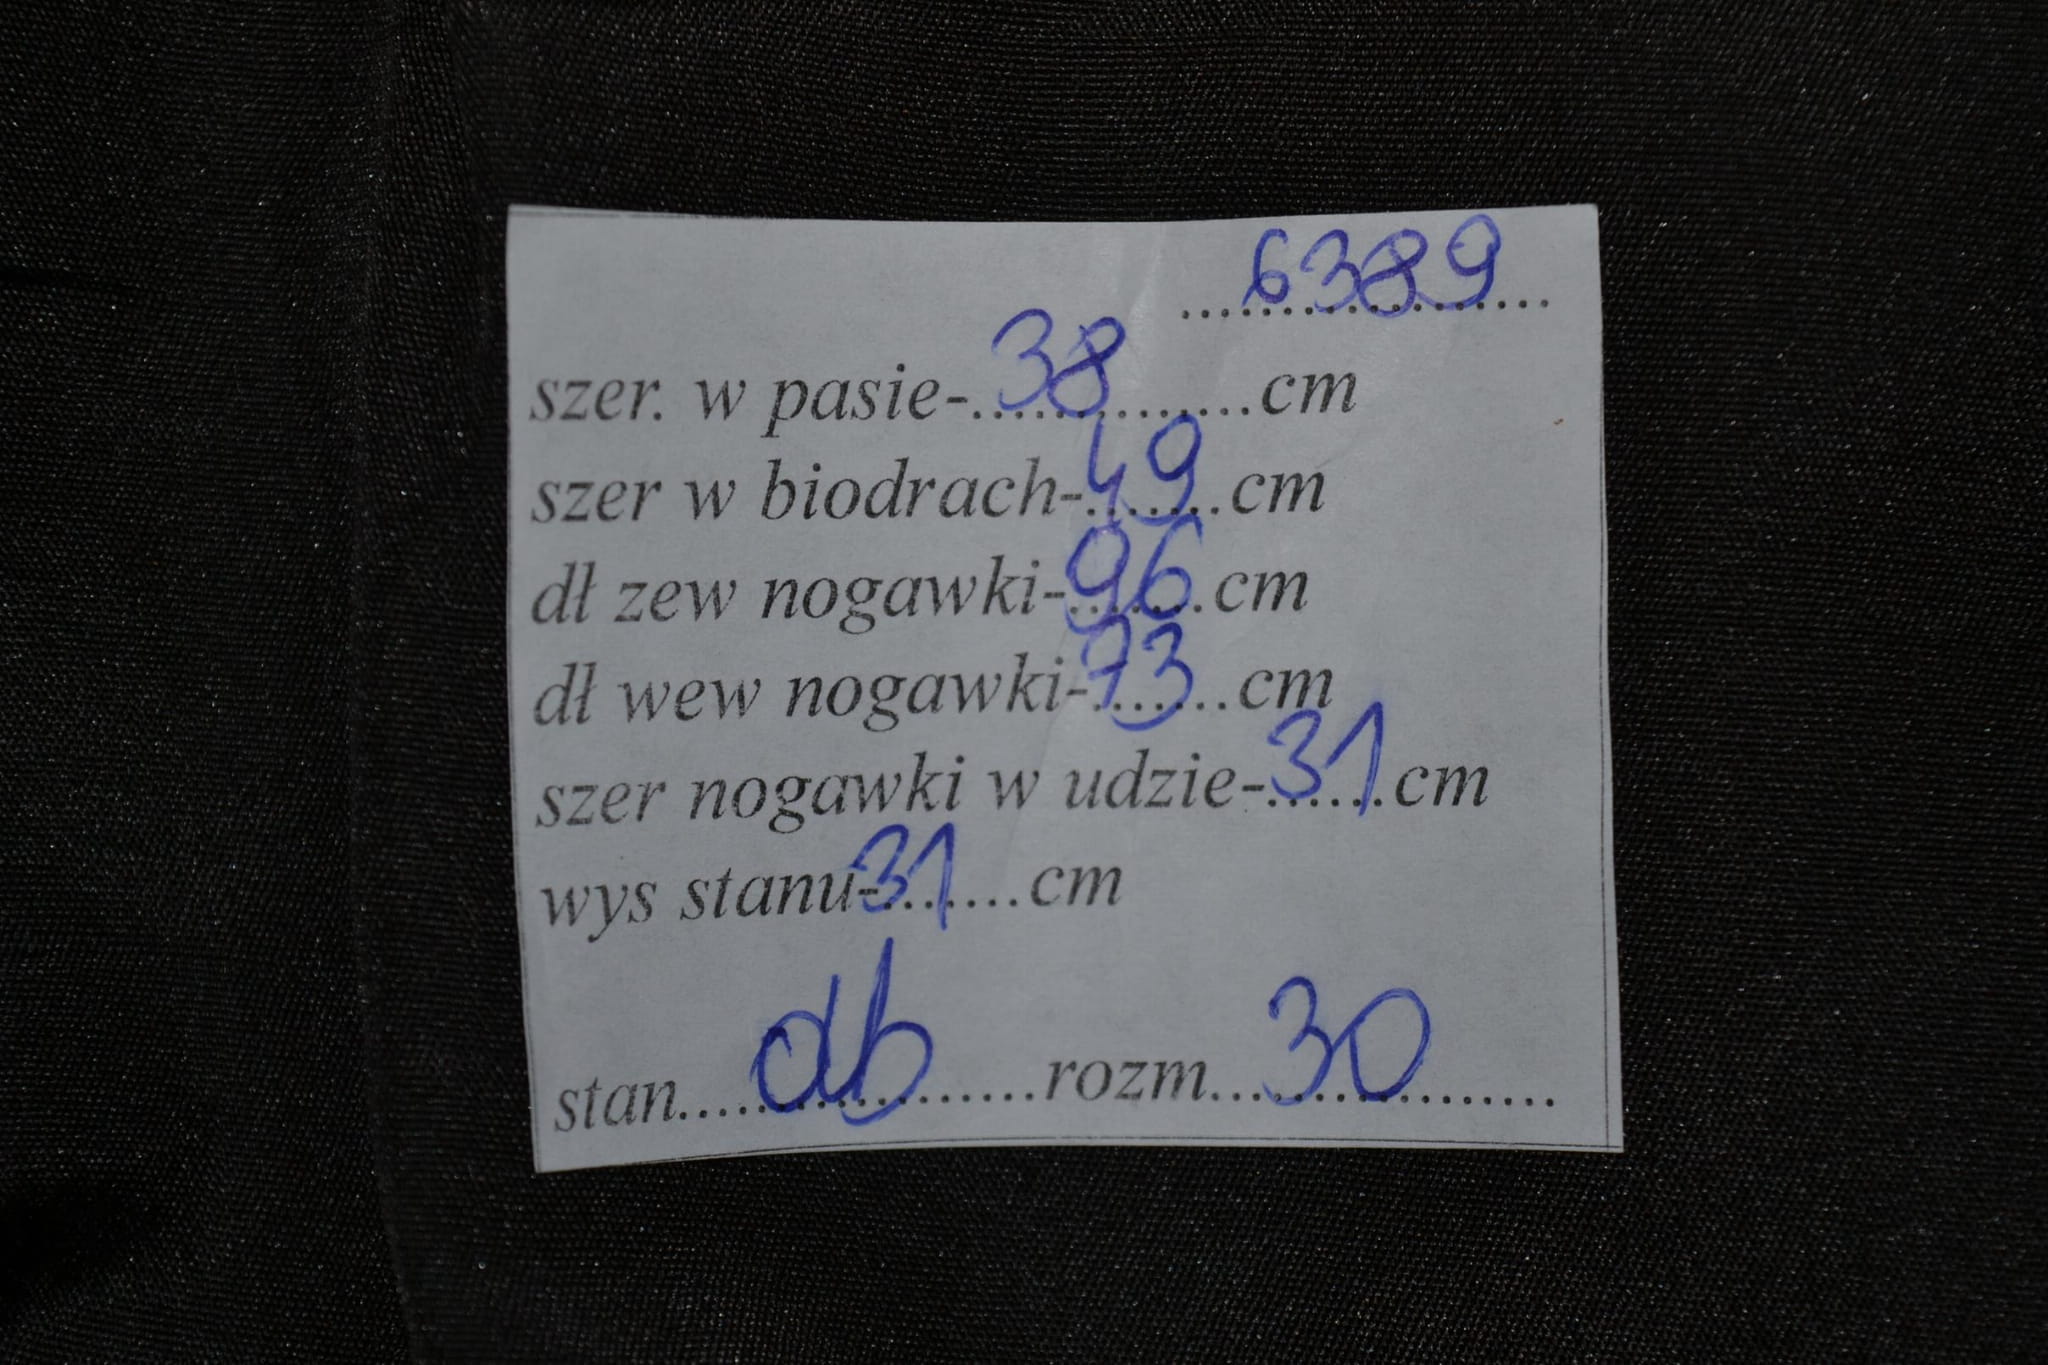 6389
szer. w pasie-38..............cm
szer w biodrach-49.......cm
dł zew nogawki-96.......cm
dł wew nogawki-73.......cm
szer nogawki w udzie-31......cm
wys stanu-31.......cm
stan....db..............rozm...30..............